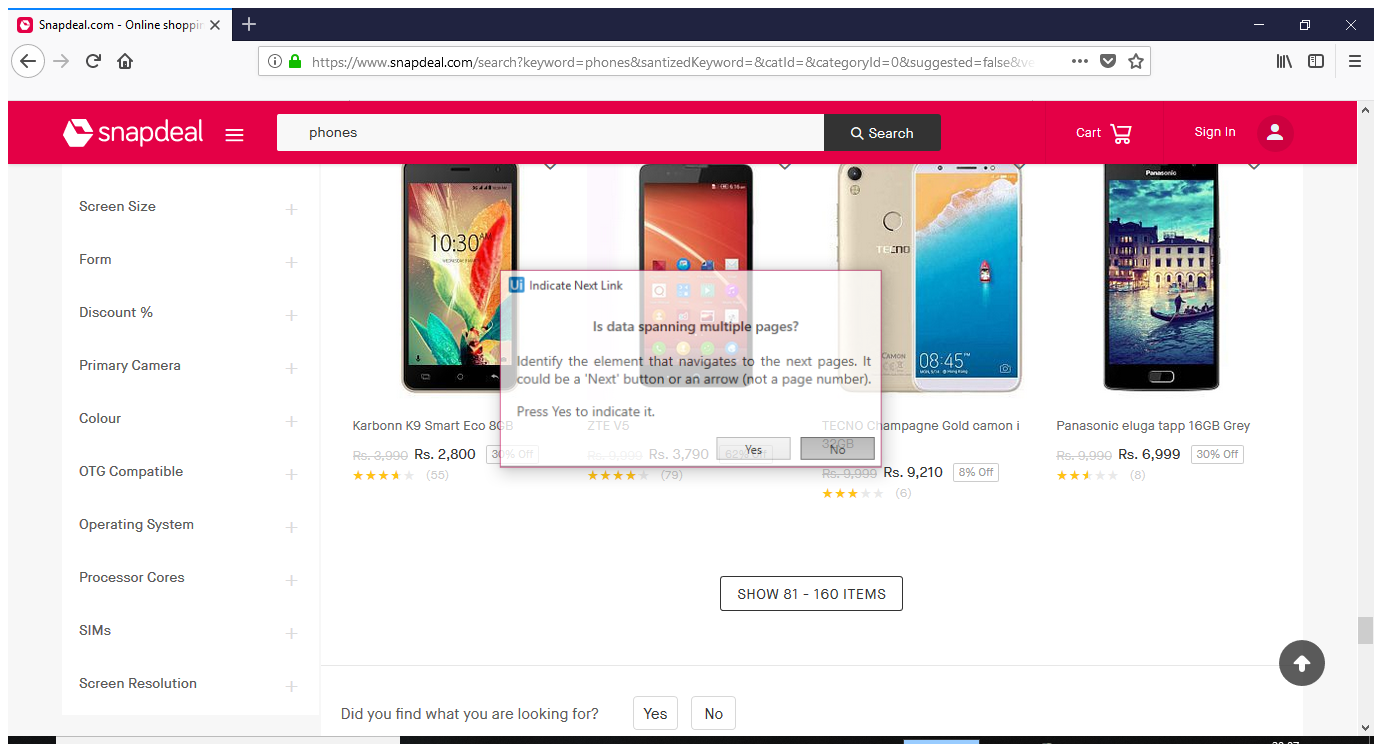 Snapdeal.com - Online shoppin
https://www.snapdeal.com/search?keyword=phones&santizedKeyword=&catId=&categoryId=0&suggested=false&ve
snapdeal
phones
Search
Cart
Sign In
Screen Size
Form
Discount %
Primary Camera
Colour
OTG Compatible
Operating System
Processor Cores
SIMs
Screen Resolution
10:30 AM
6:16 am
TECNO
CAMON
08:45
Panasonic
Ui Indicate Next Link
Is data spanning multiple pages?
Identify the element that navigates to the next pages. It
could be a 'Next' button or an arrow (not a page number).
Press Yes to indicate it.
Yes
No
Karbonn K9 Smart Eco 8GB
Rs. 3,990 Rs. 2,800 30% Off
(55)
ZTE V5
Rs. 9,999 Rs. 3,790 62% Off
(79)
TECNO Champagne Gold camon i
32GB
Rs. 9,999 Rs. 9,210 8% Off
(6)
Panasonic eluga tapp 16GB Grey
Rs. 9,990 Rs. 6,999 30% Off
(8)
SHOW 81 - 160 ITEMS
Did you find what you are looking for?
Yes
No